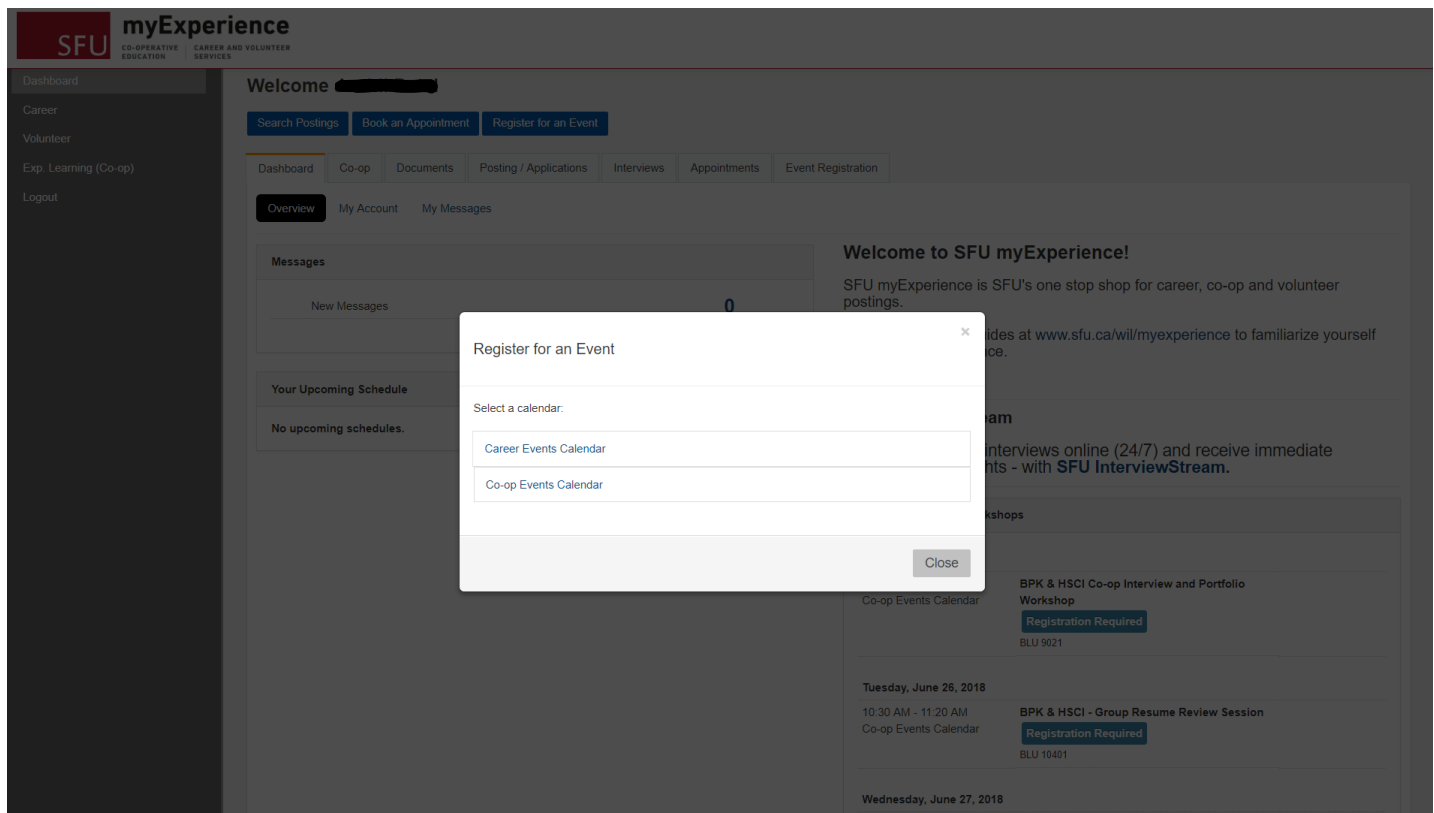 SFU
myExperience
CO-OPERATIVE EDUCATION
CAREER AND VOLUNTEER SERVICES
Dashboard
Career
Volunteer
Exp. Learning (Co-op)
Logout
Welcome
Search Postings
Book an Appointment
Register for an Event
Dashboard
Co-op
Documents
Posting / Applications
Interviews
Appointments
Event Registration
Overview
My Account
My Messages
Messages
New Messages
0
Your Upcoming Schedule
No upcoming schedules.
Welcome to SFU myExperience!
SFU myExperience is SFU's one stop shop for career, co-op and volunteer
postings.
at www.sfu.ca/wil/myexperience to familiarize yourself
interviews online (24/7) and receive immediate
- with SFU InterviewStream.
Register for an Event
×
Select a calendar:
Career Events Calendar
Co-op Events Calendar
Close
Co-op Events Calendar
BPK & HSCI Co-op Interview and Portfolio
Workshop
Registration Required
BLU 9021
Tuesday, June 26, 2018
10:30 AM - 11:20 AM
Co-op Events Calendar
BPK & HSCI - Group Resume Review Session
Registration Required
BLU 10401
Wednesday, June 27, 2018